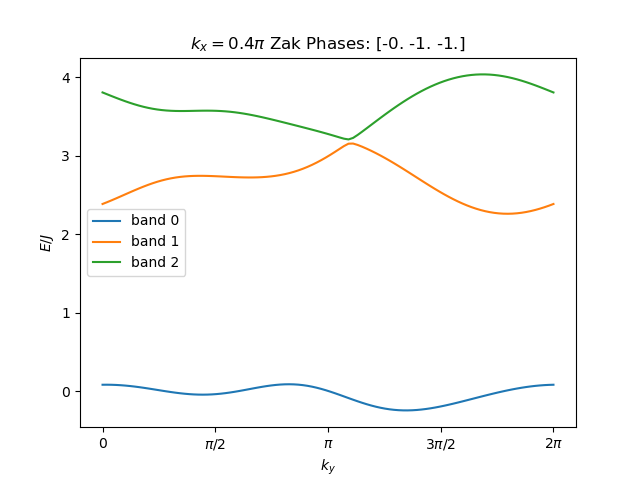 $k_x = 0.4\pi$ Zak Phases: [-0. -1. -1.]
4
3
2
1
0
E/J
band 0
band 1
band 2
0
π/2
π
3π/2
2π
$k_y$